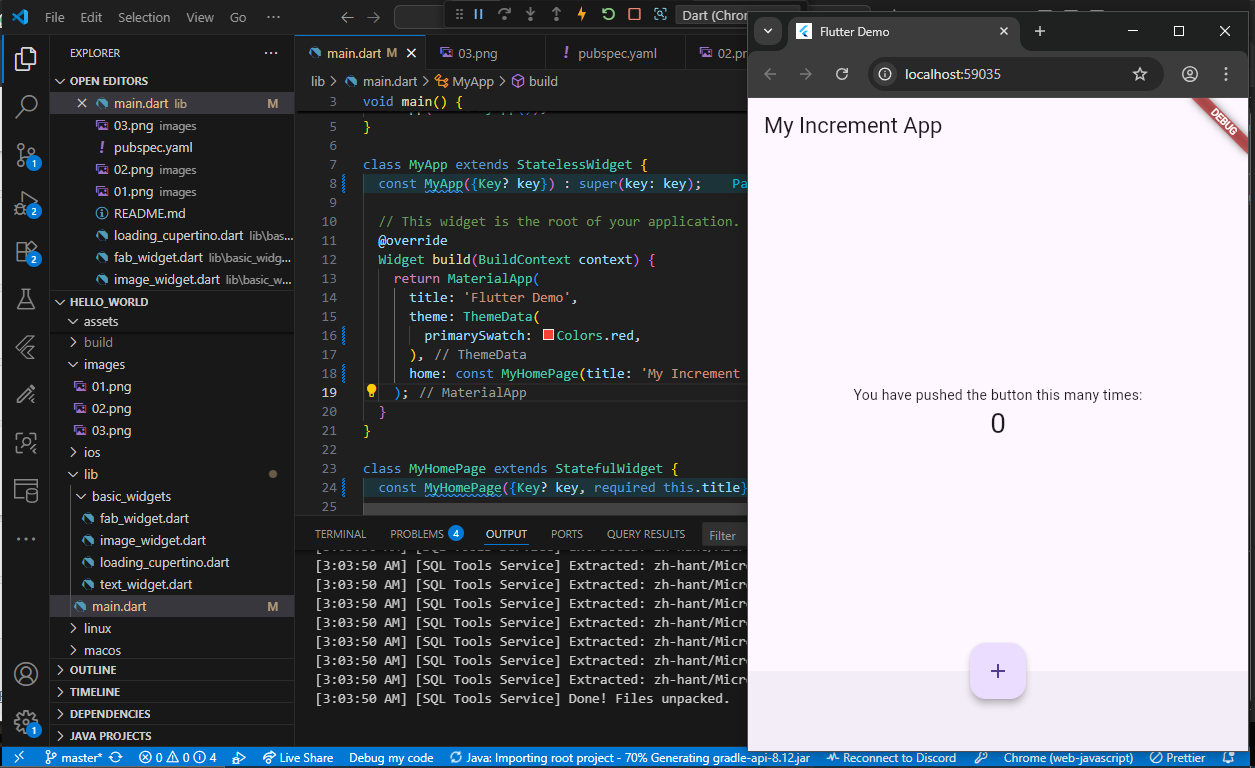 File Edit Selection View Go ···
Dart (Chrom
EXPLORER ···
OPEN EDITORS
main.dart lib M
03.png images
pubspec.yaml
02.png images
01.png images
README.md
loading_cupertino.dart lib\bas...
fab_widget.dart lib\basic_widg...
image_widget.dart lib\basic_w...
HELLO_WORLD
assets
build
images
01.png
02.png
03.png
ios
lib
basic_widgets
fab_widget.dart
image_widget.dart
loading_cupertino.dart
text_widget.dart
main.dart M
linux
macos
OUTLINE
TIMELINE
DEPENDENCIES
JAVA PROJECTS
1
2
2
1
main.dart M
03.png
! pubspec.yaml
02.pn
lib > main.dart > MyApp > build
3 void main() {
5 }
6
7 class MyApp extends StatelessWidget {
8 const MyApp({Key? key}) : super(key: key); Pa
9
10 // This widget is the root of your application.
11 @override
12 Widget build(BuildContext context) {
13 return MaterialApp(
14 title: 'Flutter Demo',
15 theme: ThemeData(
16 primarySwatch: Colors.red,
17 ), // ThemeData
18 home: const MyHomePage(title: 'My Increment
19 ); // MaterialApp
20 }
21 }
22
23 class MyHomePage extends StatefulWidget {
24 const MyHomePage({Key? key, required this.title}
25
TERMINAL PROBLEMS 4 OUTPUT PORTS QUERY RESULTS Filter
[3:03:50 AM] [SQL Tools Service] Extracted: zh-hant/Micr
[3:03:50 AM] [SQL Tools Service] Extracted: zh-hant/Micr
[3:03:50 AM] [SQL Tools Service] Extracted: zh-hant/Micr
[3:03:50 AM] [SQL Tools Service] Extracted: zh-hant/Micr
[3:03:50 AM] [SQL Tools Service] Extracted: zh-hant/Micr
[3:03:50 AM] [SQL Tools Service] Extracted: zh-hant/Micr
[3:03:50 AM] [SQL Tools Service] Extracted: zh-hant/Micr
[3:03:50 AM] [SQL Tools Service] Done! Files unpacked.
Flutter Demo
localhost:59035
My Increment App
DEBUG
You have pushed the button this many times:
0
+
master* 0 0 4 Live Share Debug my code Java: Importing root project - 70% Generating gradle-api-8.12.jar Reconnect to Discord Chrome (web-javascript) Prettier